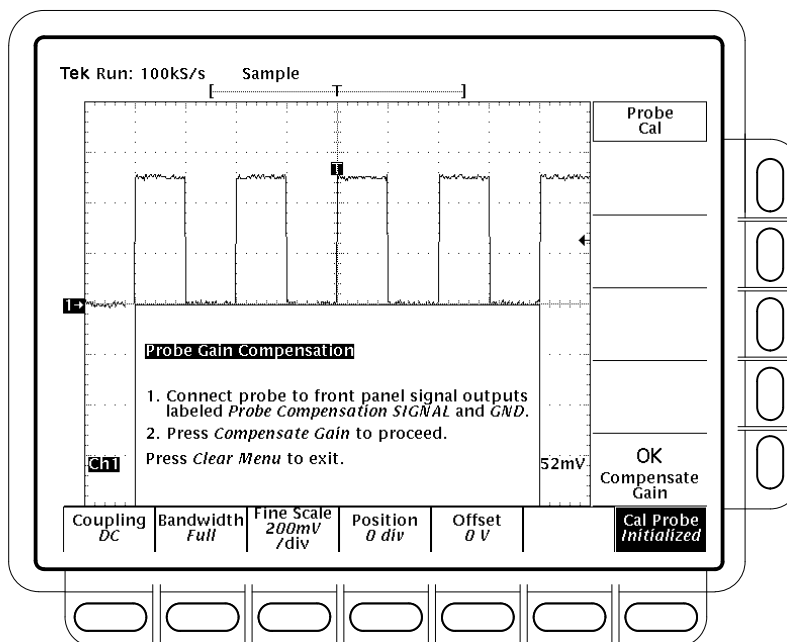 Tek Run: 100kS/s Sample
[ T ]
Probe
Cal
T
1→
Probe Gain Compensation
1. Connect probe to front panel signal outputs
labeled Probe Compensation SIGNAL and GND.
2. Press Compensate Gain to proceed.
Press Clear Menu to exit.
Ch1
52mV
OK
Compensate
Gain
Coupling
DC
Bandwidth
Full
Fine Scale
200mV
/div
Position
0 div
Offset
0 V
Cal Probe
Initialized